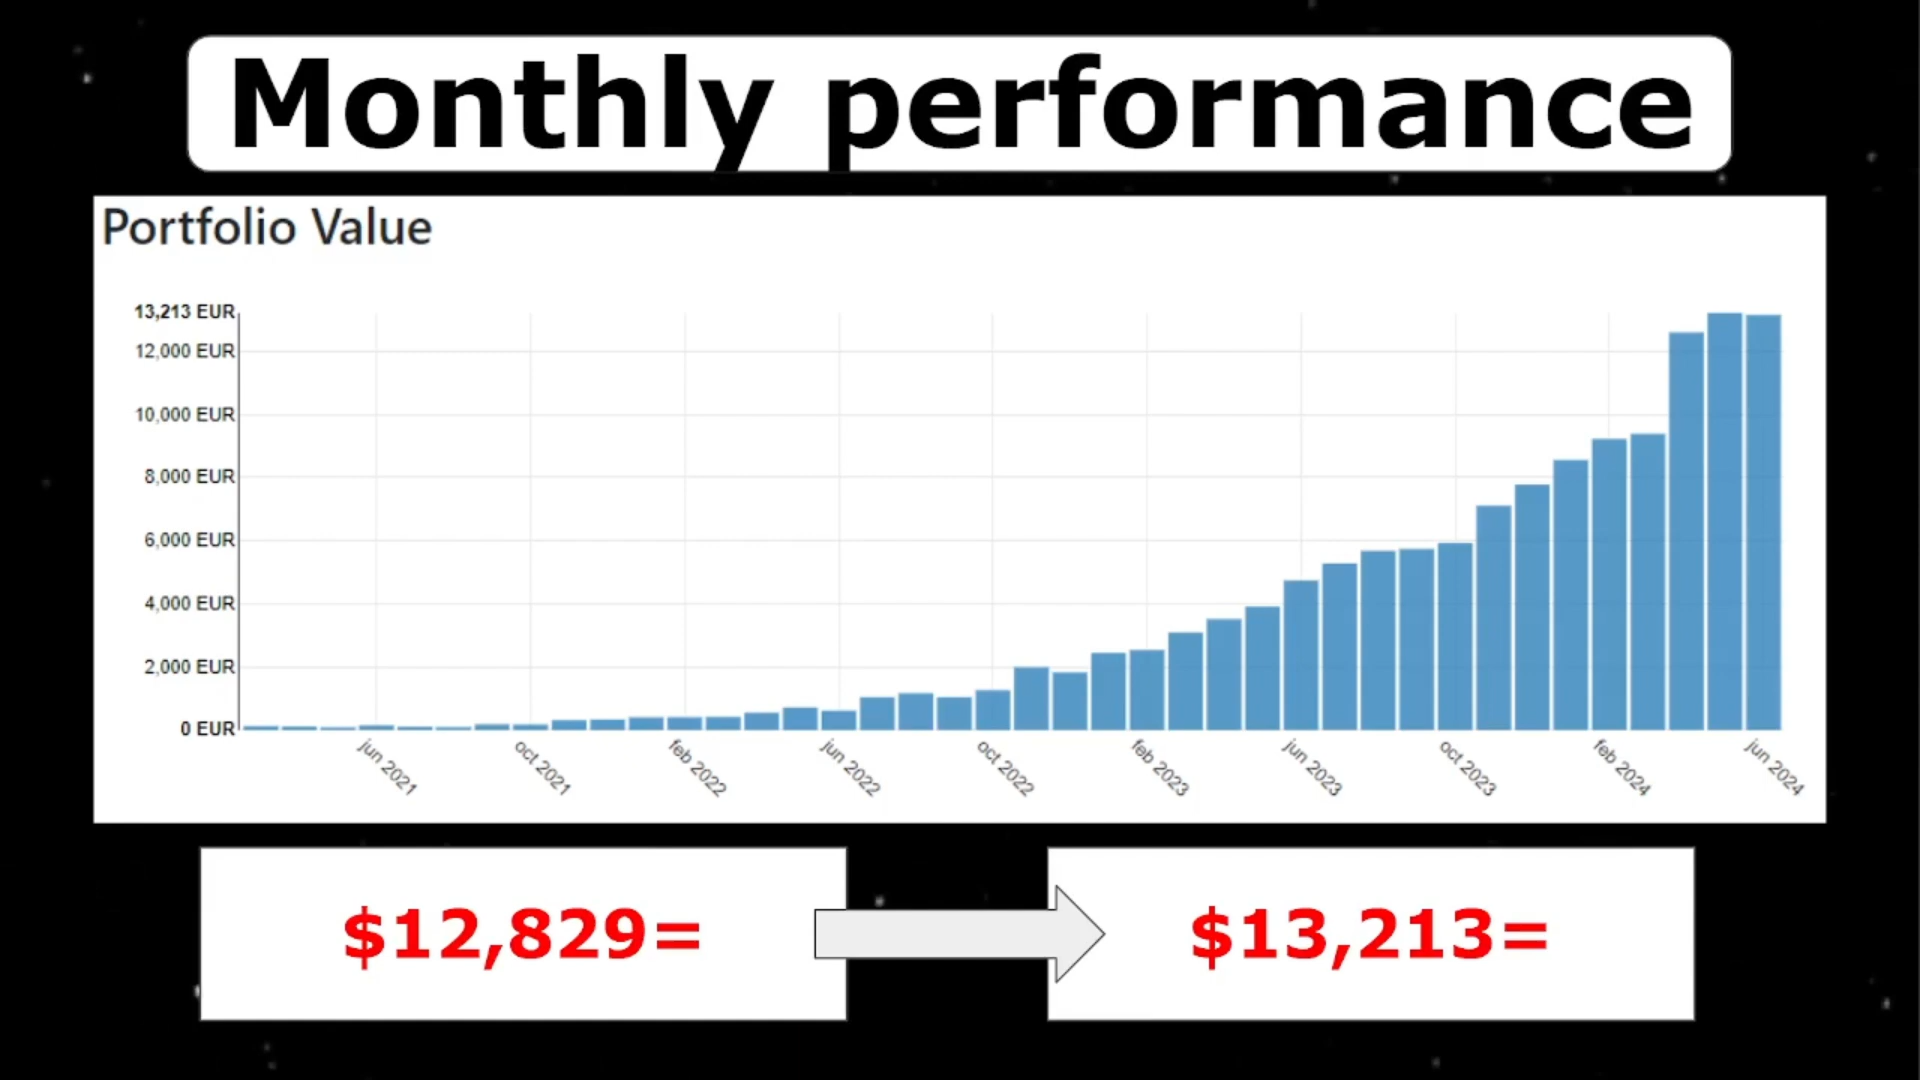 Monthly performance
Portfolio Value
13,213 EUR
12,000 EUR
10,000 EUR
8,000 EUR
6,000 EUR
4,000 EUR
2,000 EUR
0 EUR
jun 2021
oct 2021
feb 2022
jun 2022
oct 2022
feb 2023
jun 2023
oct 2023
feb 2024
jun 2024
$12,829=
$13,213=